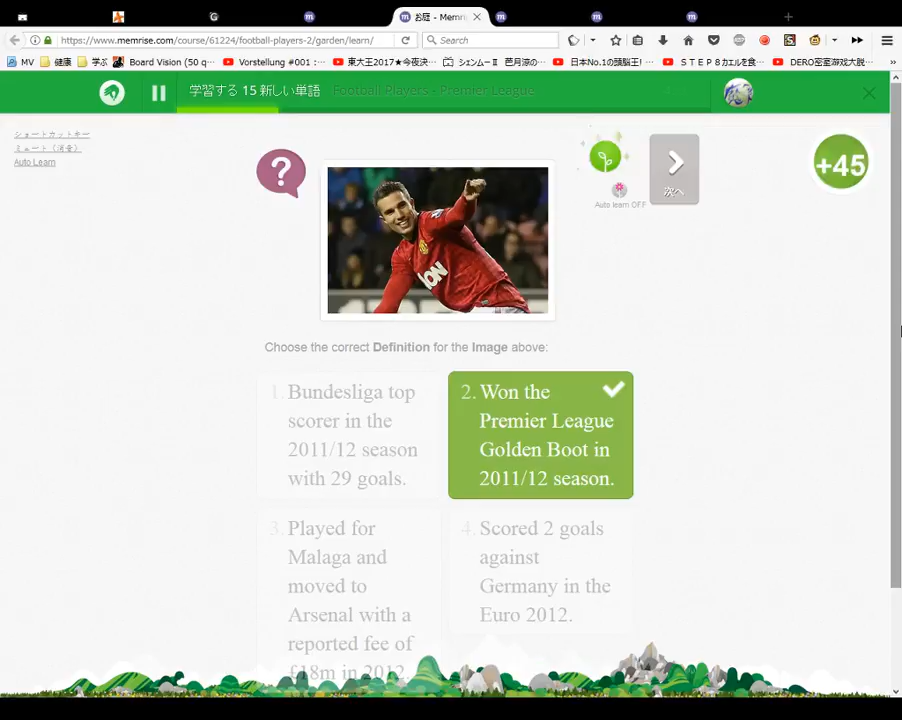 お庭 - Memri
https://www.memrise.com/course/61224/football-players-2/garden/learn/
Search
MV
健康
学ぶ
Board Vision (50 q…
Vorstellung #001 :…
東大王2017★今夜決…
シェンムーⅡ 芭月涼の…
日本No.1の頭脳王!…
ＳＴＥＰ８カエルを食…
DERO密室游戏大脱…
学習する 15 新しい単語
Football Players - Premier League
ショートカットキー
ミュート（消音）
Auto Learn
?
次へ
Auto learn OFF
+45
Choose the correct Definition for the Image above:
1. Bundesliga top
scorer in the
2011/12 season
with 29 goals.
2. Won the
Premier League
Golden Boot in
2011/12 season.
3. Played for
Malaga and
moved to
Arsenal with a
reported fee of
£18m in 2012.
4. Scored 2 goals
against
Germany in the
Euro 2012.